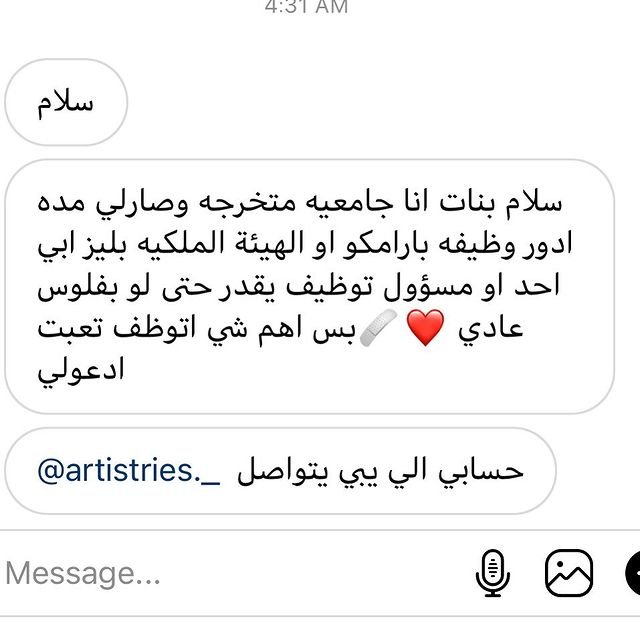 4:31 AM
سلام
سلام بنات انا جامعيه متخرجه وصارلي مده
ادور وظيفه بارامكو او الهيئة الملكيه بليز ابي
احد او مسؤول توظيف يقدر حتى لو بفلوس
عادي ❤️🩹بس اهم شي اتوظف تعبت
ادعولي
حسابي الي يبي يتواصل @artistries._
Message...